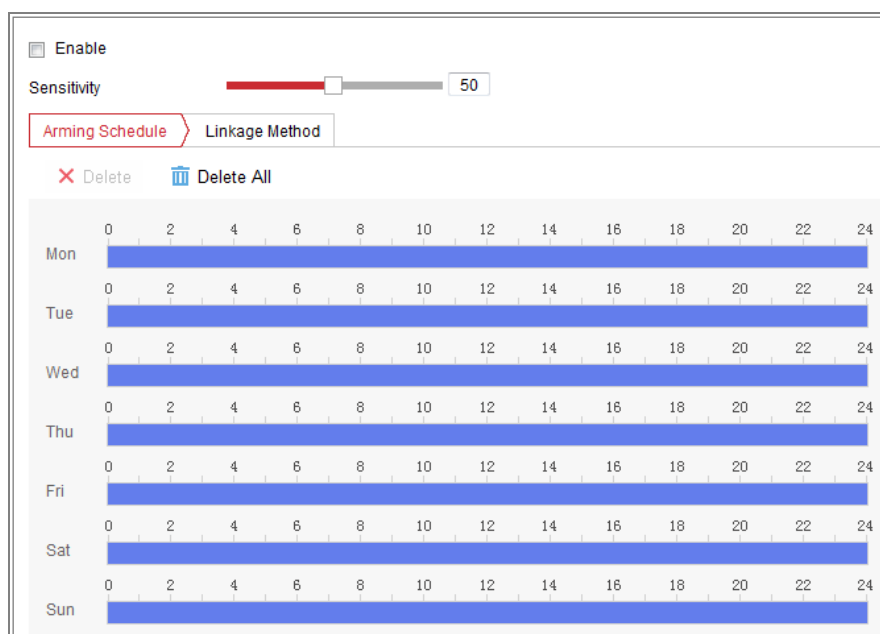 Enable
Sensitivity 50
Arming Schedule Linkage Method
Delete Delete All
0 2 4 6 8 10 12 14 16 18 20 22 24
Mon
0 2 4 6 8 10 12 14 16 18 20 22 24
Tue
0 2 4 6 8 10 12 14 16 18 20 22 24
Wed
0 2 4 6 8 10 12 14 16 18 20 22 24
Thu
0 2 4 6 8 10 12 14 16 18 20 22 24
Fri
0 2 4 6 8 10 12 14 16 18 20 22 24
Sat
0 2 4 6 8 10 12 14 16 18 20 22 24
Sun